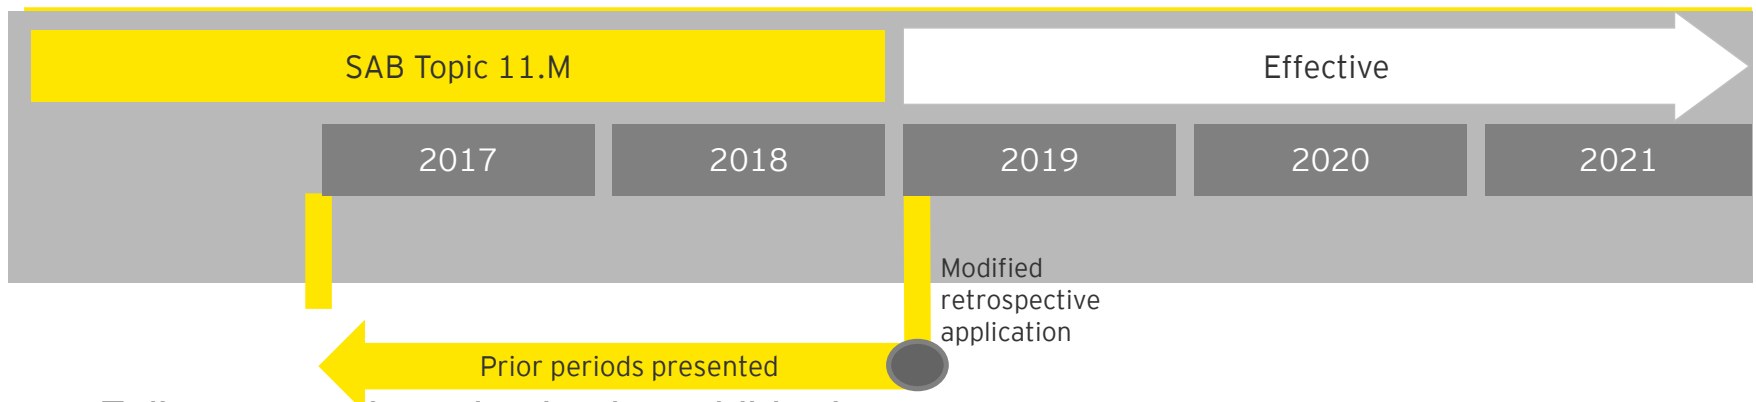 SAB Topic 11.M
Effective
2017 2018 2019 2020 2021
Modified
retrospective
application
Prior periods presented